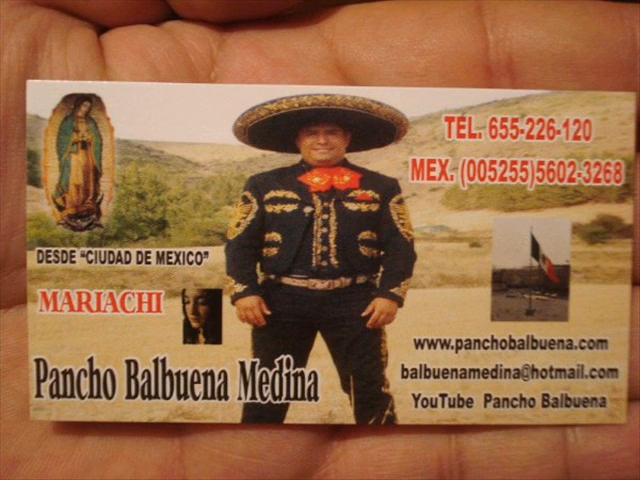 TÉL. 655-226-120
MEX. (005255)5602-3268
DESDE "CIUDAD DE MEXICO"
MARIACHI
Pancho Balbuena Medina
www.panchobalbuena.com
balbuenamedina@hotmail.com
YouTube Pancho Balbuena